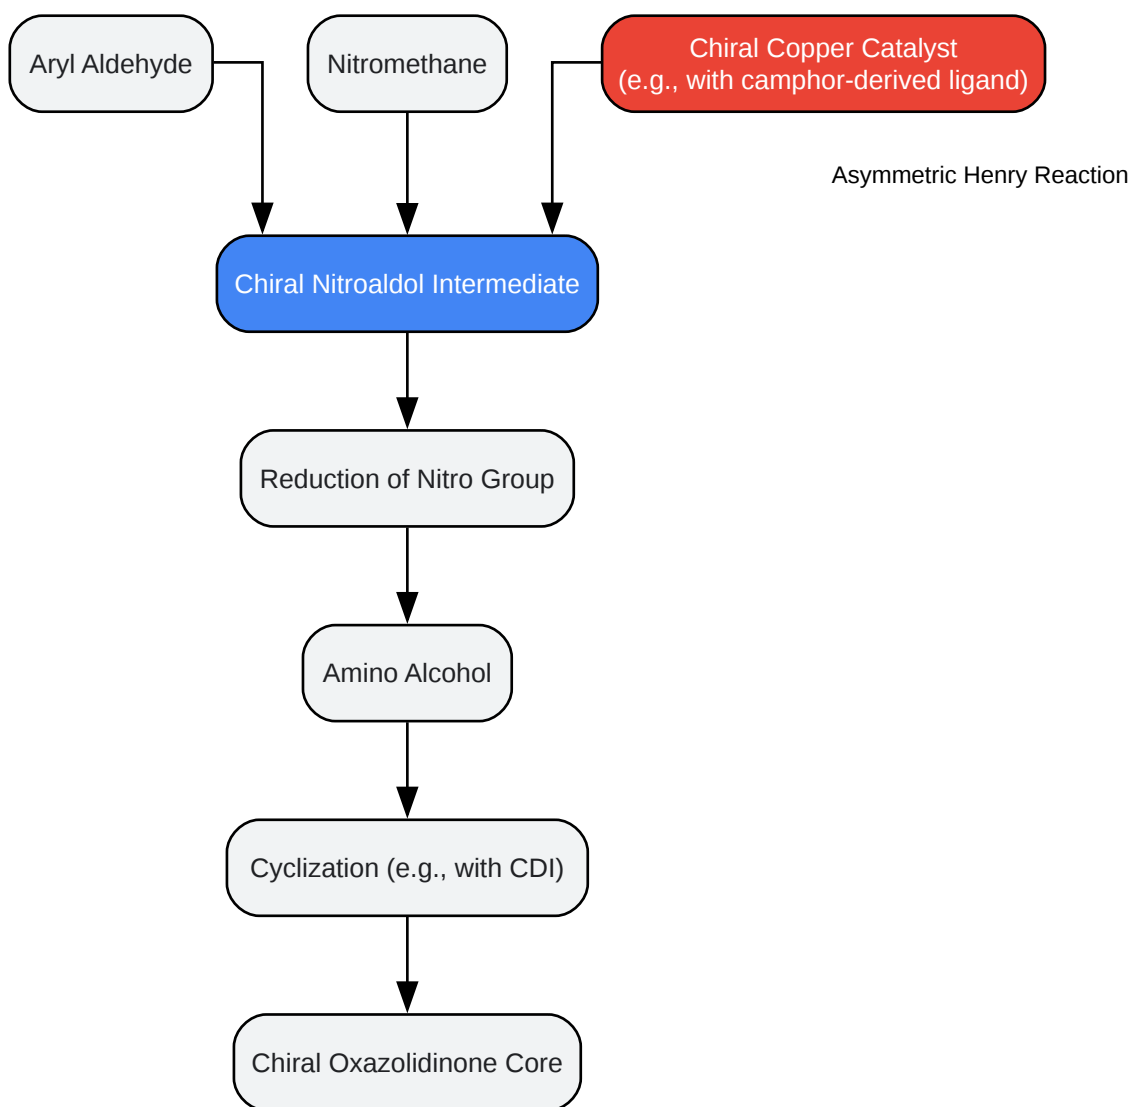 Aryl Aldehyde
Nitromethane
Chiral Copper Catalyst
(e.g., with camphor-derived ligand)
Asymmetric Henry Reaction
Chiral Nitroaldol Intermediate
Reduction of Nitro Group
Amino Alcohol
Cyclization (e.g., with CDI)
Chiral Oxazolidinone Core